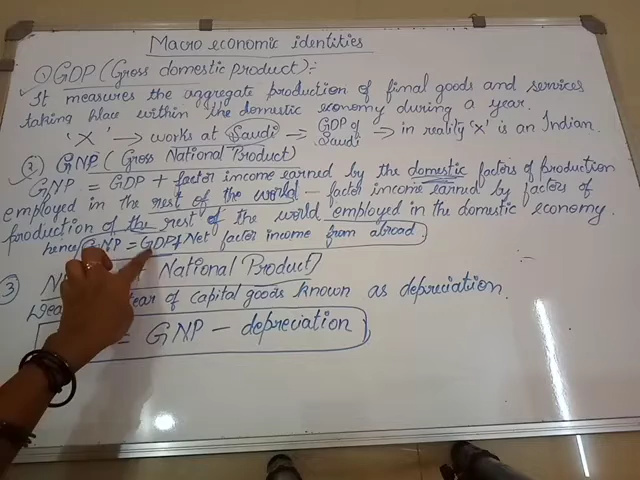 Macro economic identities
① GDP (Gross domestic product):-
It measures the aggregate production of final goods and services
taking place within the domestic economy during a year.
'X' → works at Saudi = GDP of Saudi → in reality 'X' is an Indian.
② GNP (Gross National Product)
GNP = GDP + factor income earned by the domestic factors of production
employed in the rest of the world - factor income earned by factors of
production of the rest of the world employed in the domestic economy.
hence GNP = GDP + Net factor income from abroad
③ National Product
tear of capital goods known as depreciation.
= GNP - depreciation